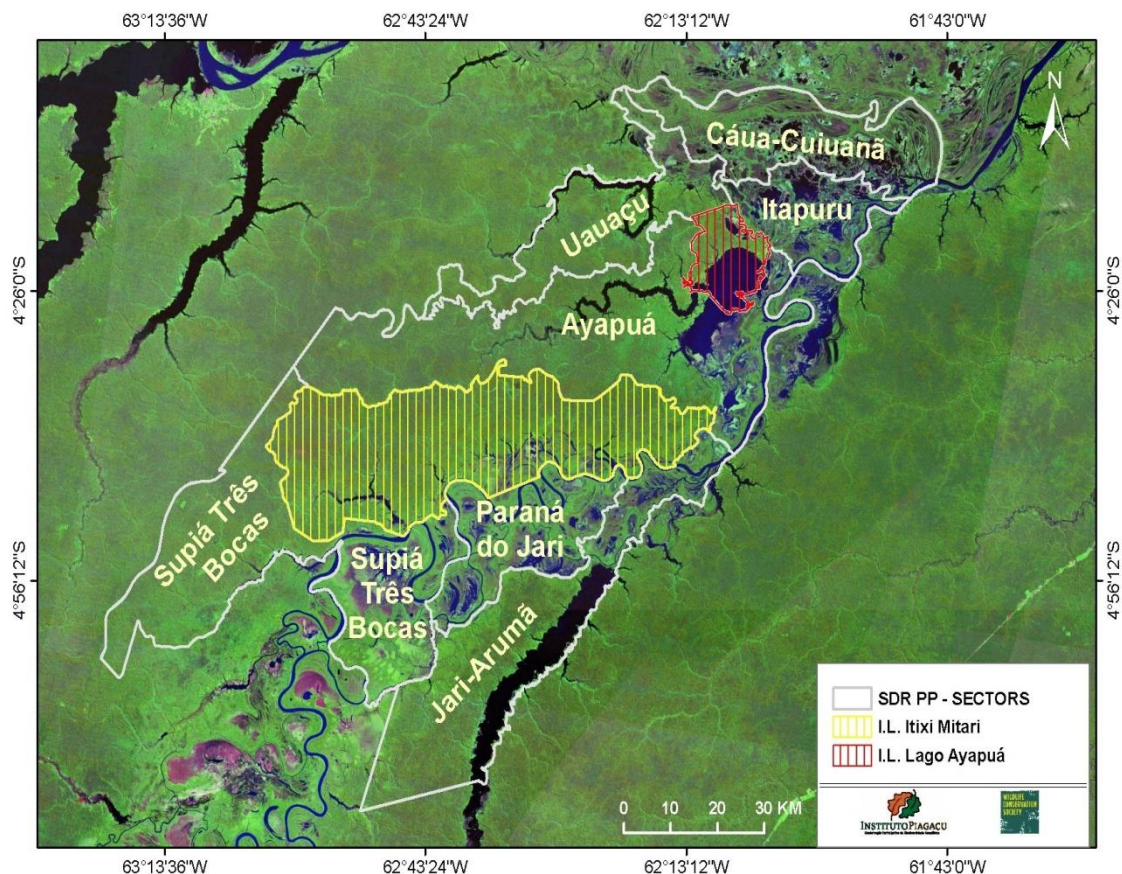 63°13'36"W 62°43'24"W 62°13'12"W 61°43'0"W
N
Cáua-Cuiuanã
Itapuru
Uauaçu
4°26'0"S 4°26'0"S
Ayapuá
Supiá Três
Bocas
Paraná
do Jari
4°56'12"S 4°56'12"S
Supiá
Três
Bocas
Jari-Arumã
SDR PP - SECTORS
I.L. Itixi Mitari
I.L. Lago Ayapuá
0 10 20 30 KM
INSTITUTO PIAGAÇU
WILDLIFE
CONSERVATION
SOCIETY
63°13'36"W 62°43'24"W 62°13'12"W 61°43'0"W